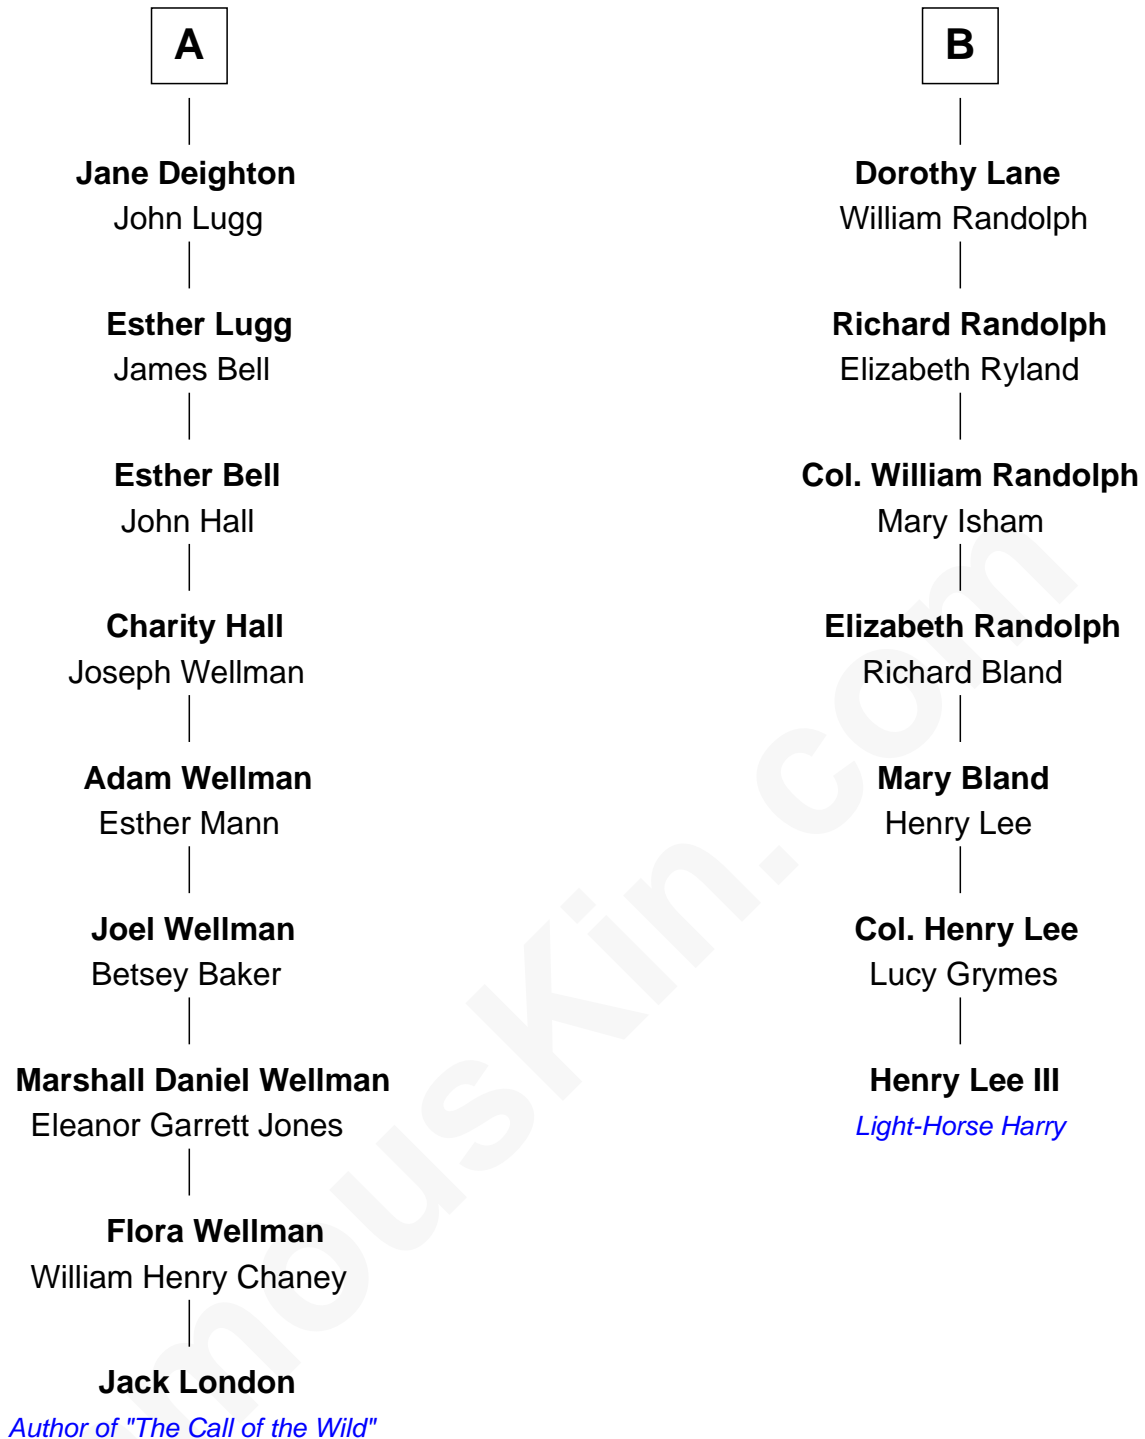 A
Jane Deighton
John Lugg
Esther Lugg
James Bell
Esther Bell
John Hall
Charity Hall
Joseph Wellman
Adam Wellman
Esther Mann
Joel Wellman
Betsey Baker
Marshall Daniel Wellman
Eleanor Garrett Jones
Flora Wellman
William Henry Chaney
Jack London
Author of "The Call of the Wild"
B
Dorothy Lane
William Randolph
Richard Randolph
Elizabeth Ryland
Col. William Randolph
Mary Isham
Elizabeth Randolph
Richard Bland
Mary Bland
Henry Lee
Col. Henry Lee
Lucy Grymes
Henry Lee III
Light-Horse Harry
mousKin.com